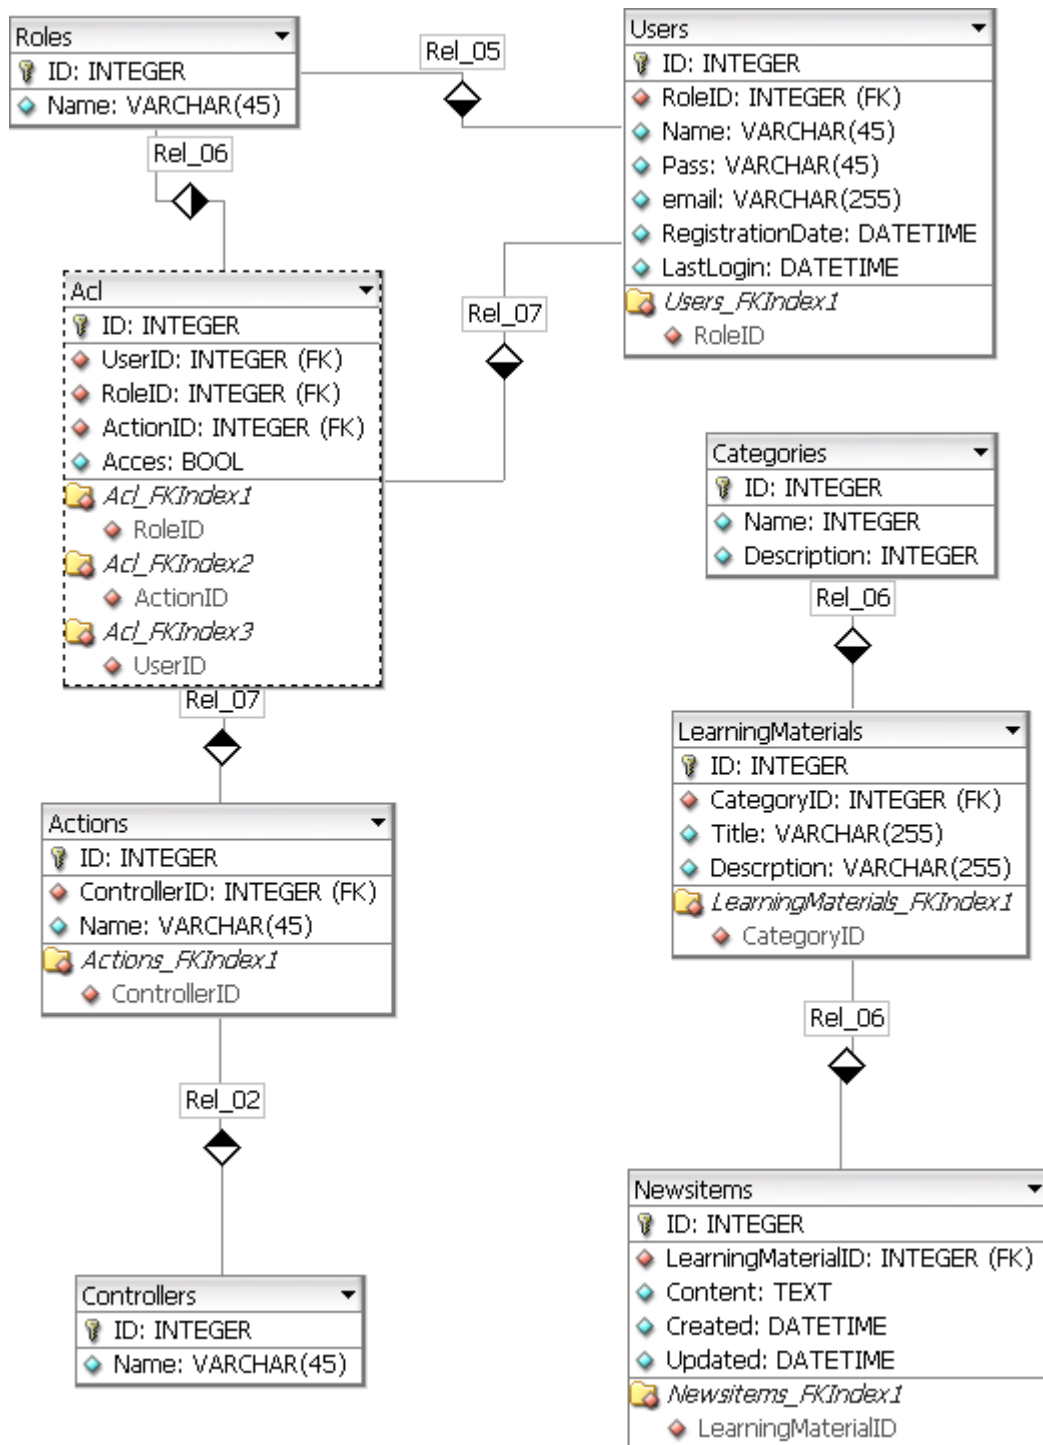 Roles
ID: INTEGER
Name: VARCHAR(45)
Rel_05
Users
ID: INTEGER
RoleID: INTEGER (FK)
Name: VARCHAR(45)
Pass: VARCHAR(45)
email: VARCHAR(255)
RegistrationDate: DATETIME
LastLogin: DATETIME
Users_FKIndex1
RoleID
Rel_06
Acl
ID: INTEGER
UserID: INTEGER (FK)
RoleID: INTEGER (FK)
ActionID: INTEGER (FK)
Acces: BOOL
Acl_FKIndex1
RoleID
Acl_FKIndex2
ActionID
Acl_FKIndex3
UserID
Rel_07
Rel_07
Actions
ID: INTEGER
ControllerID: INTEGER (FK)
Name: VARCHAR(45)
Actions_FKIndex1
ControllerID
Rel_02
Controllers
ID: INTEGER
Name: VARCHAR(45)
Categories
ID: INTEGER
Name: INTEGER
Description: INTEGER
Rel_06
LearningMaterials
ID: INTEGER
CategoryID: INTEGER (FK)
Title: VARCHAR(255)
Descrption: VARCHAR(255)
LearningMaterials_FKIndex1
CategoryID
Rel_06
Newsitems
ID: INTEGER
LearningMaterialID: INTEGER (FK)
Content: TEXT
Created: DATETIME
Updated: DATETIME
Newsitems_FKIndex1
LearningMaterialID